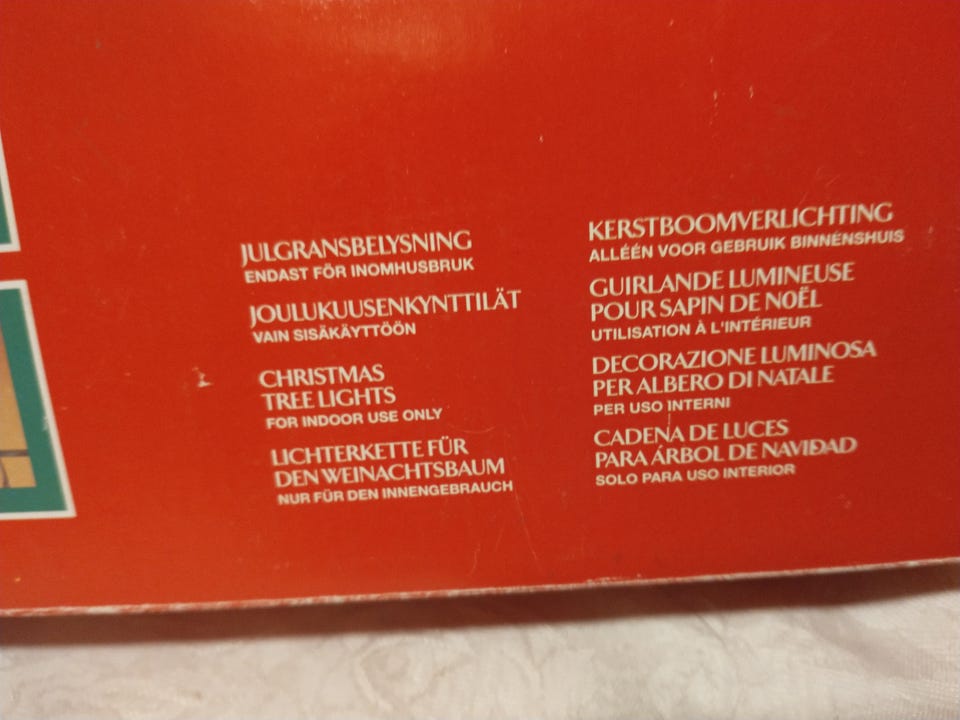 JULGRANSBELYSNING
ENDAST FÖR INOMHUSBRUK
JOULUKUUSENKYNTTILÄT
VAIN SISÄKÄYTTÖÖN
CHRISTMAS
TREE LIGHTS
FOR INDOOR USE ONLY
LICHTERKETTE FÜR
DEN WEINACHTSBAUM
NUR FÜR DEN INNENGEBRAUCH
KERSTBOOMVERLICHTING
ALLÉÉN VOOR GEBRUIK BINNENSHUIS
GUIRLANDE LUMINEUSE
POUR SAPIN DE NOËL
UTILISATION À L'INTÉRIEUR
DECORAZIONE LUMINOSA
PER ALBERO DI NATALE
PER USO INTERNI
CADENA DE LUCES
PARA ÁRBOL DE NAVIDAD
SOLO PARA USO INTERIOR